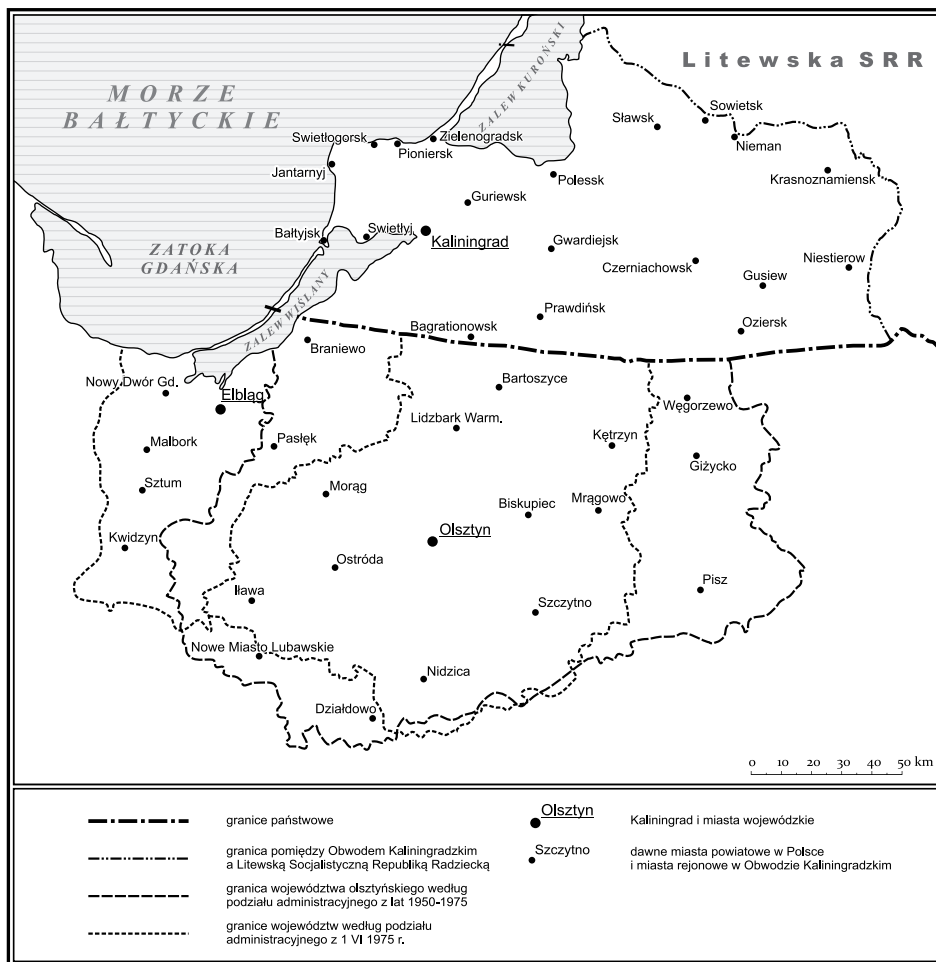 Litewska SRR
MORZE
BAŁTYCKIE
ZALEW KUROŃSKI
Sławsk
Sowietsk
Nieman
Swietłogorsk
Zielenogradsk
Pioniersk
Jantarnyj
Polessk
Krasnoznamiensk
Guriewsk
Bałtyjsk
Swietłyj
Kaliningrad
ZATOKA
GDAŃSKA
Gwardiejsk
Czerniachowsk
Niestierow
Gusiew
ZALEW WIŚLANY
Prawdińsk
Bagrationowsk
Oziersk
Braniewo
Nowy Dwór Gd.
Elbląg
Bartoszyce
Węgorzewo
Lidzbark Warm.
Malbork
Pasłęk
Kętrzyn
Giżycko
Sztum
Morąg
Biskupiec
Mrągowo
Kwidzyn
Olsztyn
Ostróda
Pisz
Iława
Szczytno
Nowe Miasto Lubawskie
Nidzica
Działdowo
0 10 20 30 40 50 km
granice państwowe
granica pomiędzy Obwodem Kaliningradzkim
a Litewską Socjalistyczną Republiką Radziecką
granica województwa olsztyńskiego według
podziału administracyjnego z lat 1950-1975
granice województw według podziału
administracyjnego z 1 VI 1975 r.
Olsztyn
Kaliningrad i miasta wojewódzkie
Szczytno
dawne miasta powiatowe w Polsce
i miasta rejonowe w Obwodzie Kaliningradzkim